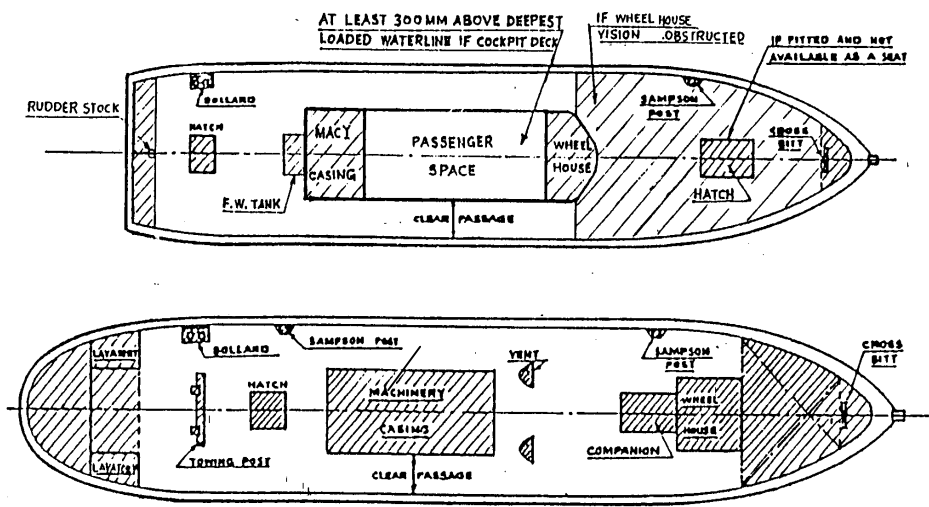 AT LEAST 300MM ABOVE DEEPEST
LOADED WATERLINE IF COCKPIT DECK
IF WHEEL HOUSE
VISION OBSTRUCTED
IF FITTED AND NOT
AVAILABLE AS A SEAT
RUDDER STOCK
BOLLARD
HATCH
MACY
CASING
PASSENGER
SPACE
WHEEL
HOUSE
SAMPSON
POST
CROSS
BITT
HATCH
F.W. TANK
CLEAR PASSAGE
LAVATORY
BOLLARD
SAMPSON POST
VENT
SAMPSON
POST
CROSS
BITT
HATCH
MACHINERY
CASING
WHEEL
HOUSE
COMPANION
LAVATORY
TOWING POST
CLEAR PASSAGE